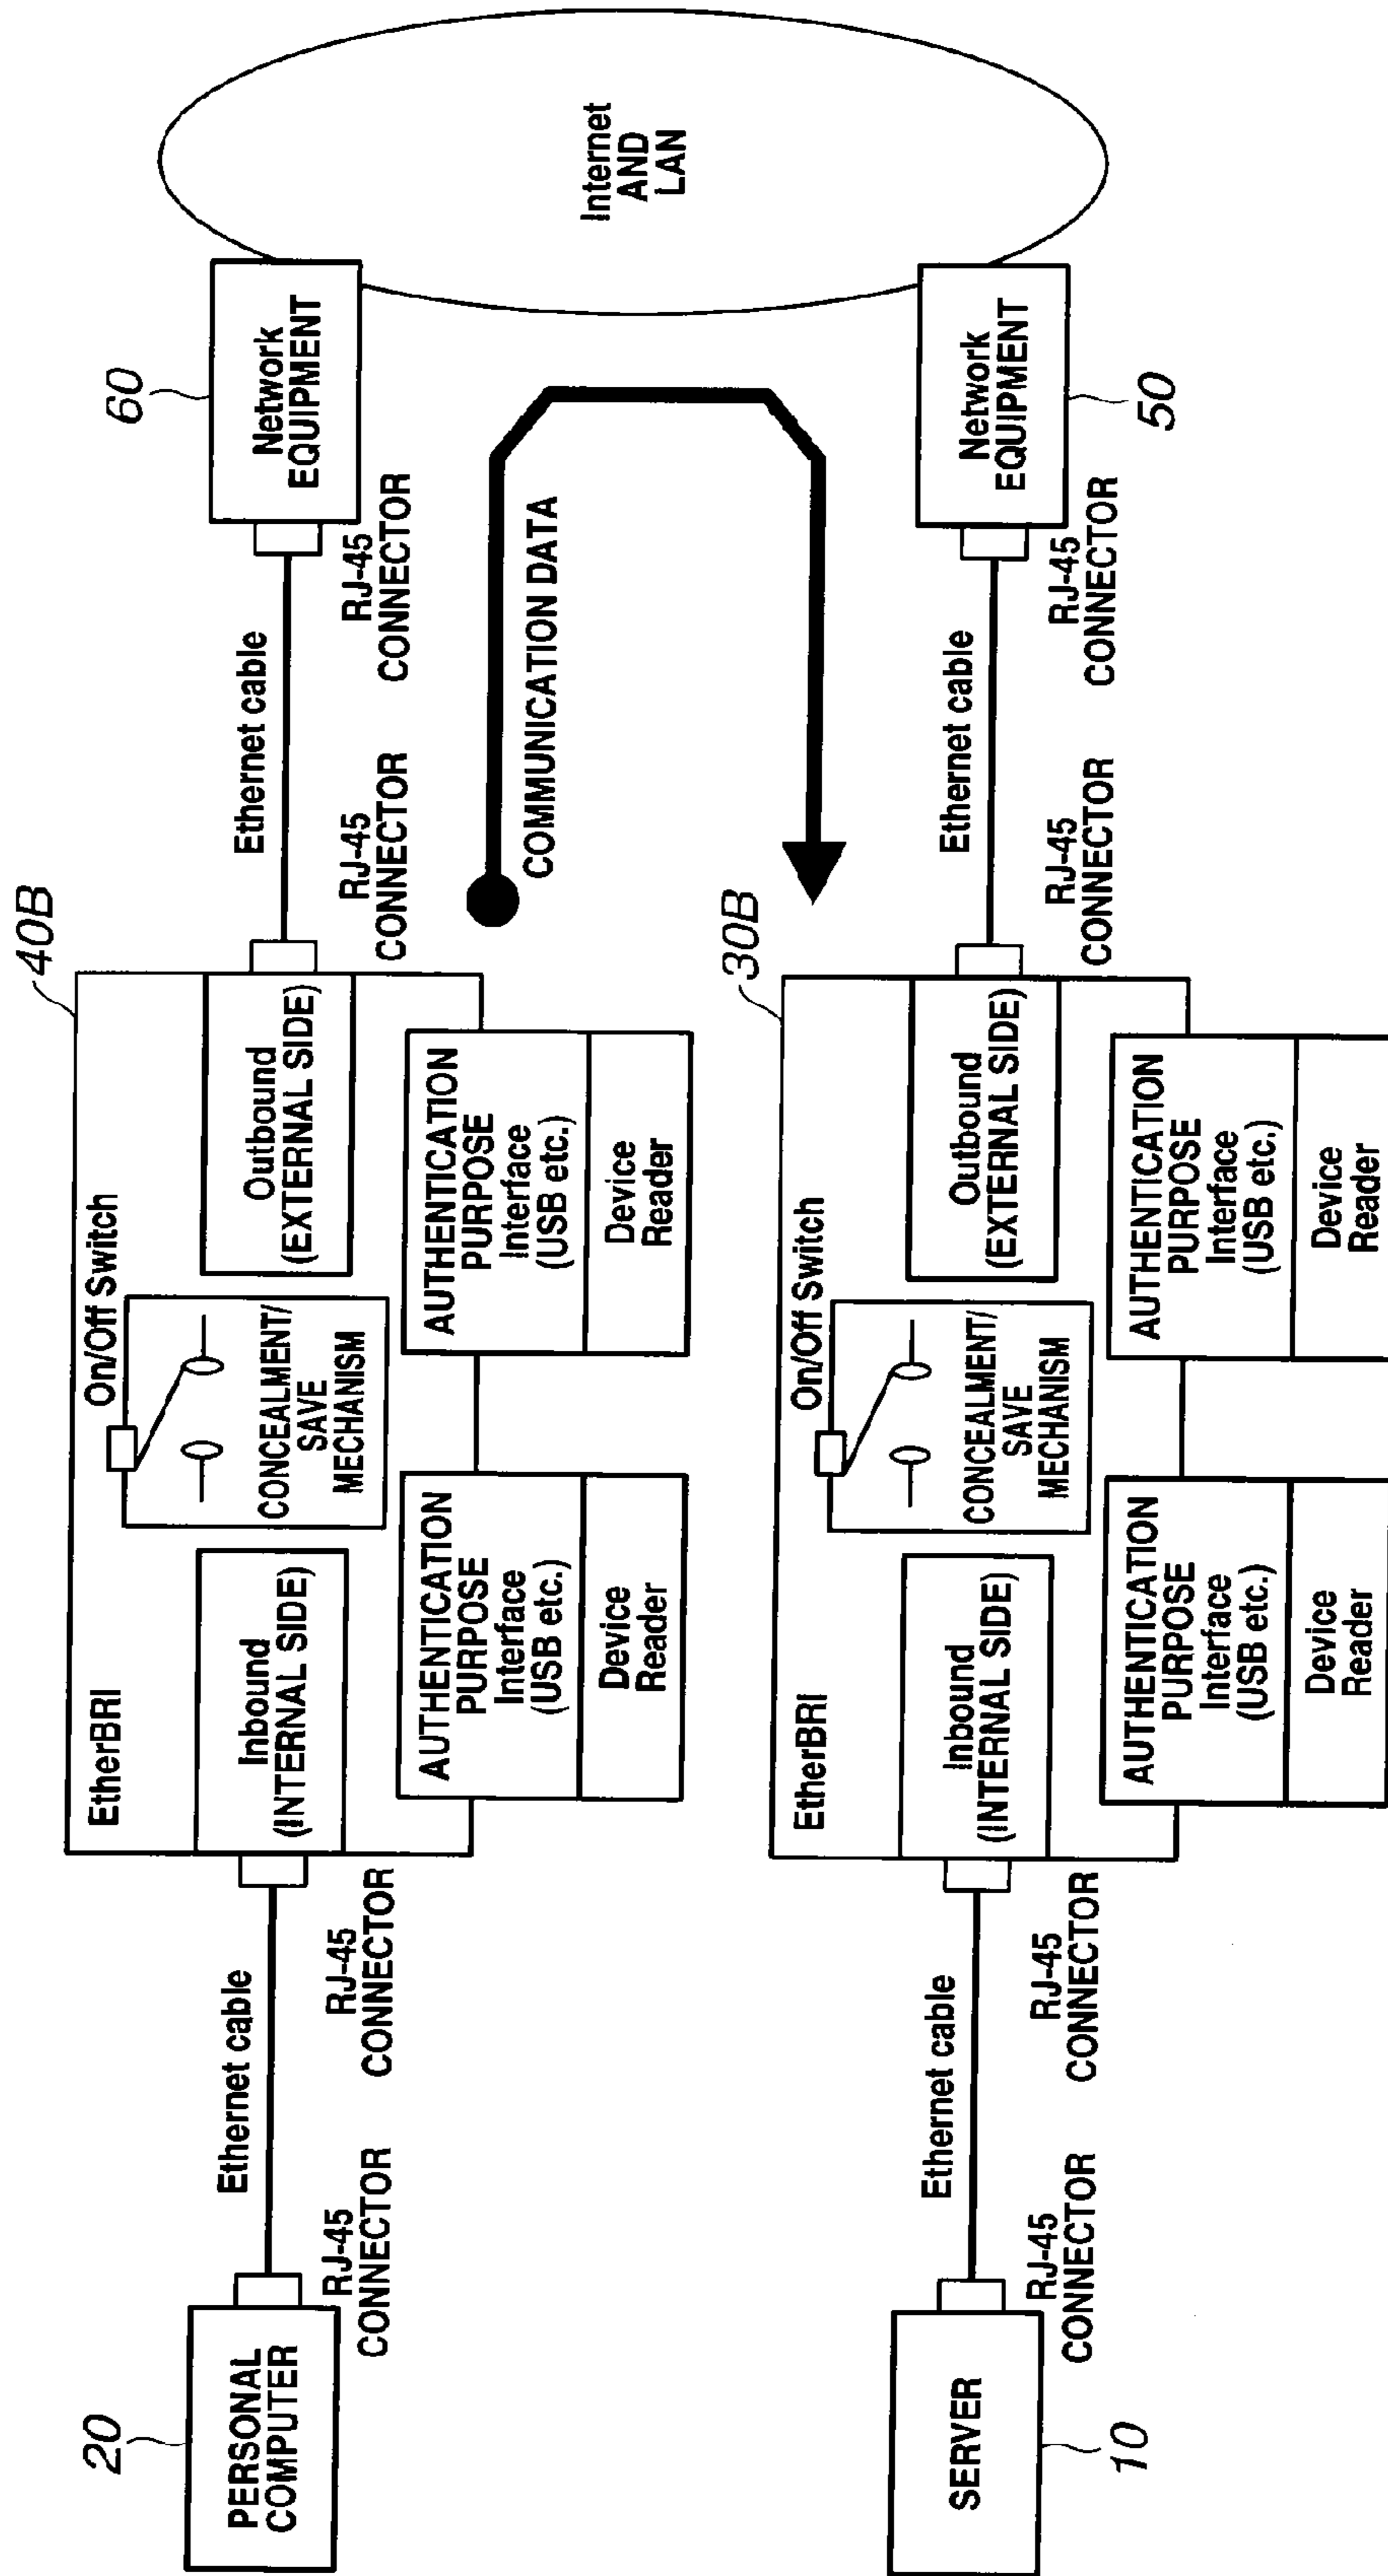 20
PERSONAL
COMPUTER
RJ-45
CONNECTOR
Ethernet cable
RJ-45
CONNECTOR
40B
EtherBRI
On/Off Switch
Inbound
(INTERNAL SIDE)
CONCEALMENT/
SAVE
MECHANISM
Outbound
(EXTERNAL SIDE)
AUTHENTICATION
PURPOSE
Interface
(USB etc.)
Device
Reader
AUTHENTICATION
PURPOSE
Interface
(USB etc.)
Device
Reader
RJ-45
CONNECTOR
Ethernet cable
RJ-45
CONNECTOR
60
Network
EQUIPMENT
Internet
AND
LAN
COMMUNICATION DATA
SERVER
10
RJ-45
CONNECTOR
Ethernet cable
RJ-45
CONNECTOR
30B
EtherBRI
On/Off Switch
Inbound
(INTERNAL SIDE)
CONCEALMENT/
SAVE
MECHANISM
Outbound
(EXTERNAL SIDE)
AUTHENTICATION
PURPOSE
Interface
(USB etc.)
Device
Reader
AUTHENTICATION
PURPOSE
Interface
(USB etc.)
Device
Reader
RJ-45
CONNECTOR
Ethernet cable
RJ-45
CONNECTOR
Network
EQUIPMENT
50